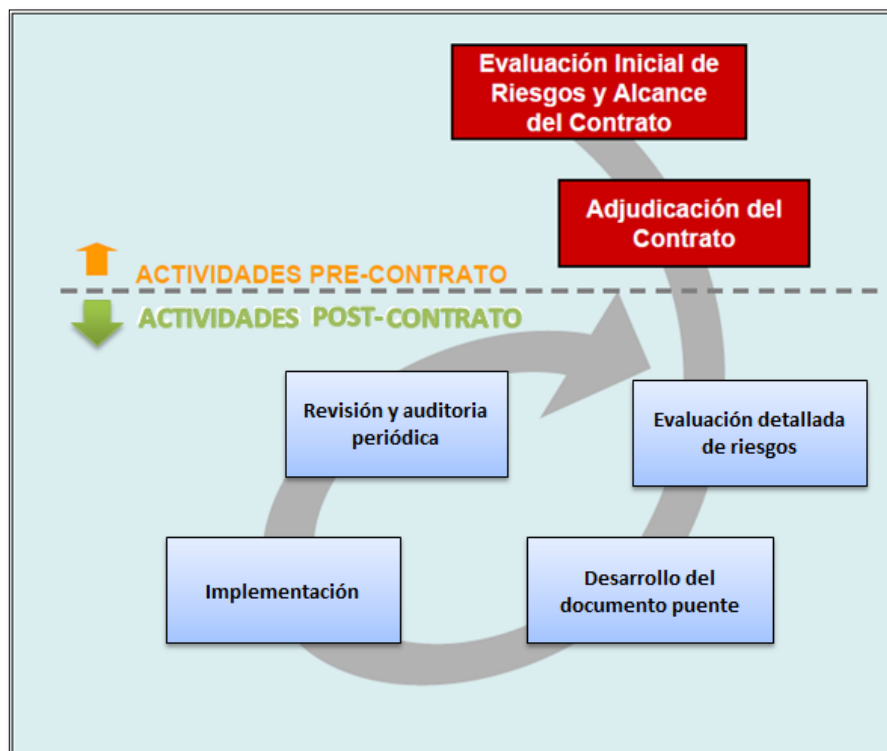 Evaluación Inicial de
Riesgos y Alcance
del Contrato
Adjudicación del
Contrato
ACTIVIDADES PRE-CONTRATO
ACTIVIDADES POST-CONTRATO
Revisión y auditoria
periódica
Evaluación detallada
de riesgos
Implementación
Desarrollo del
documento puente